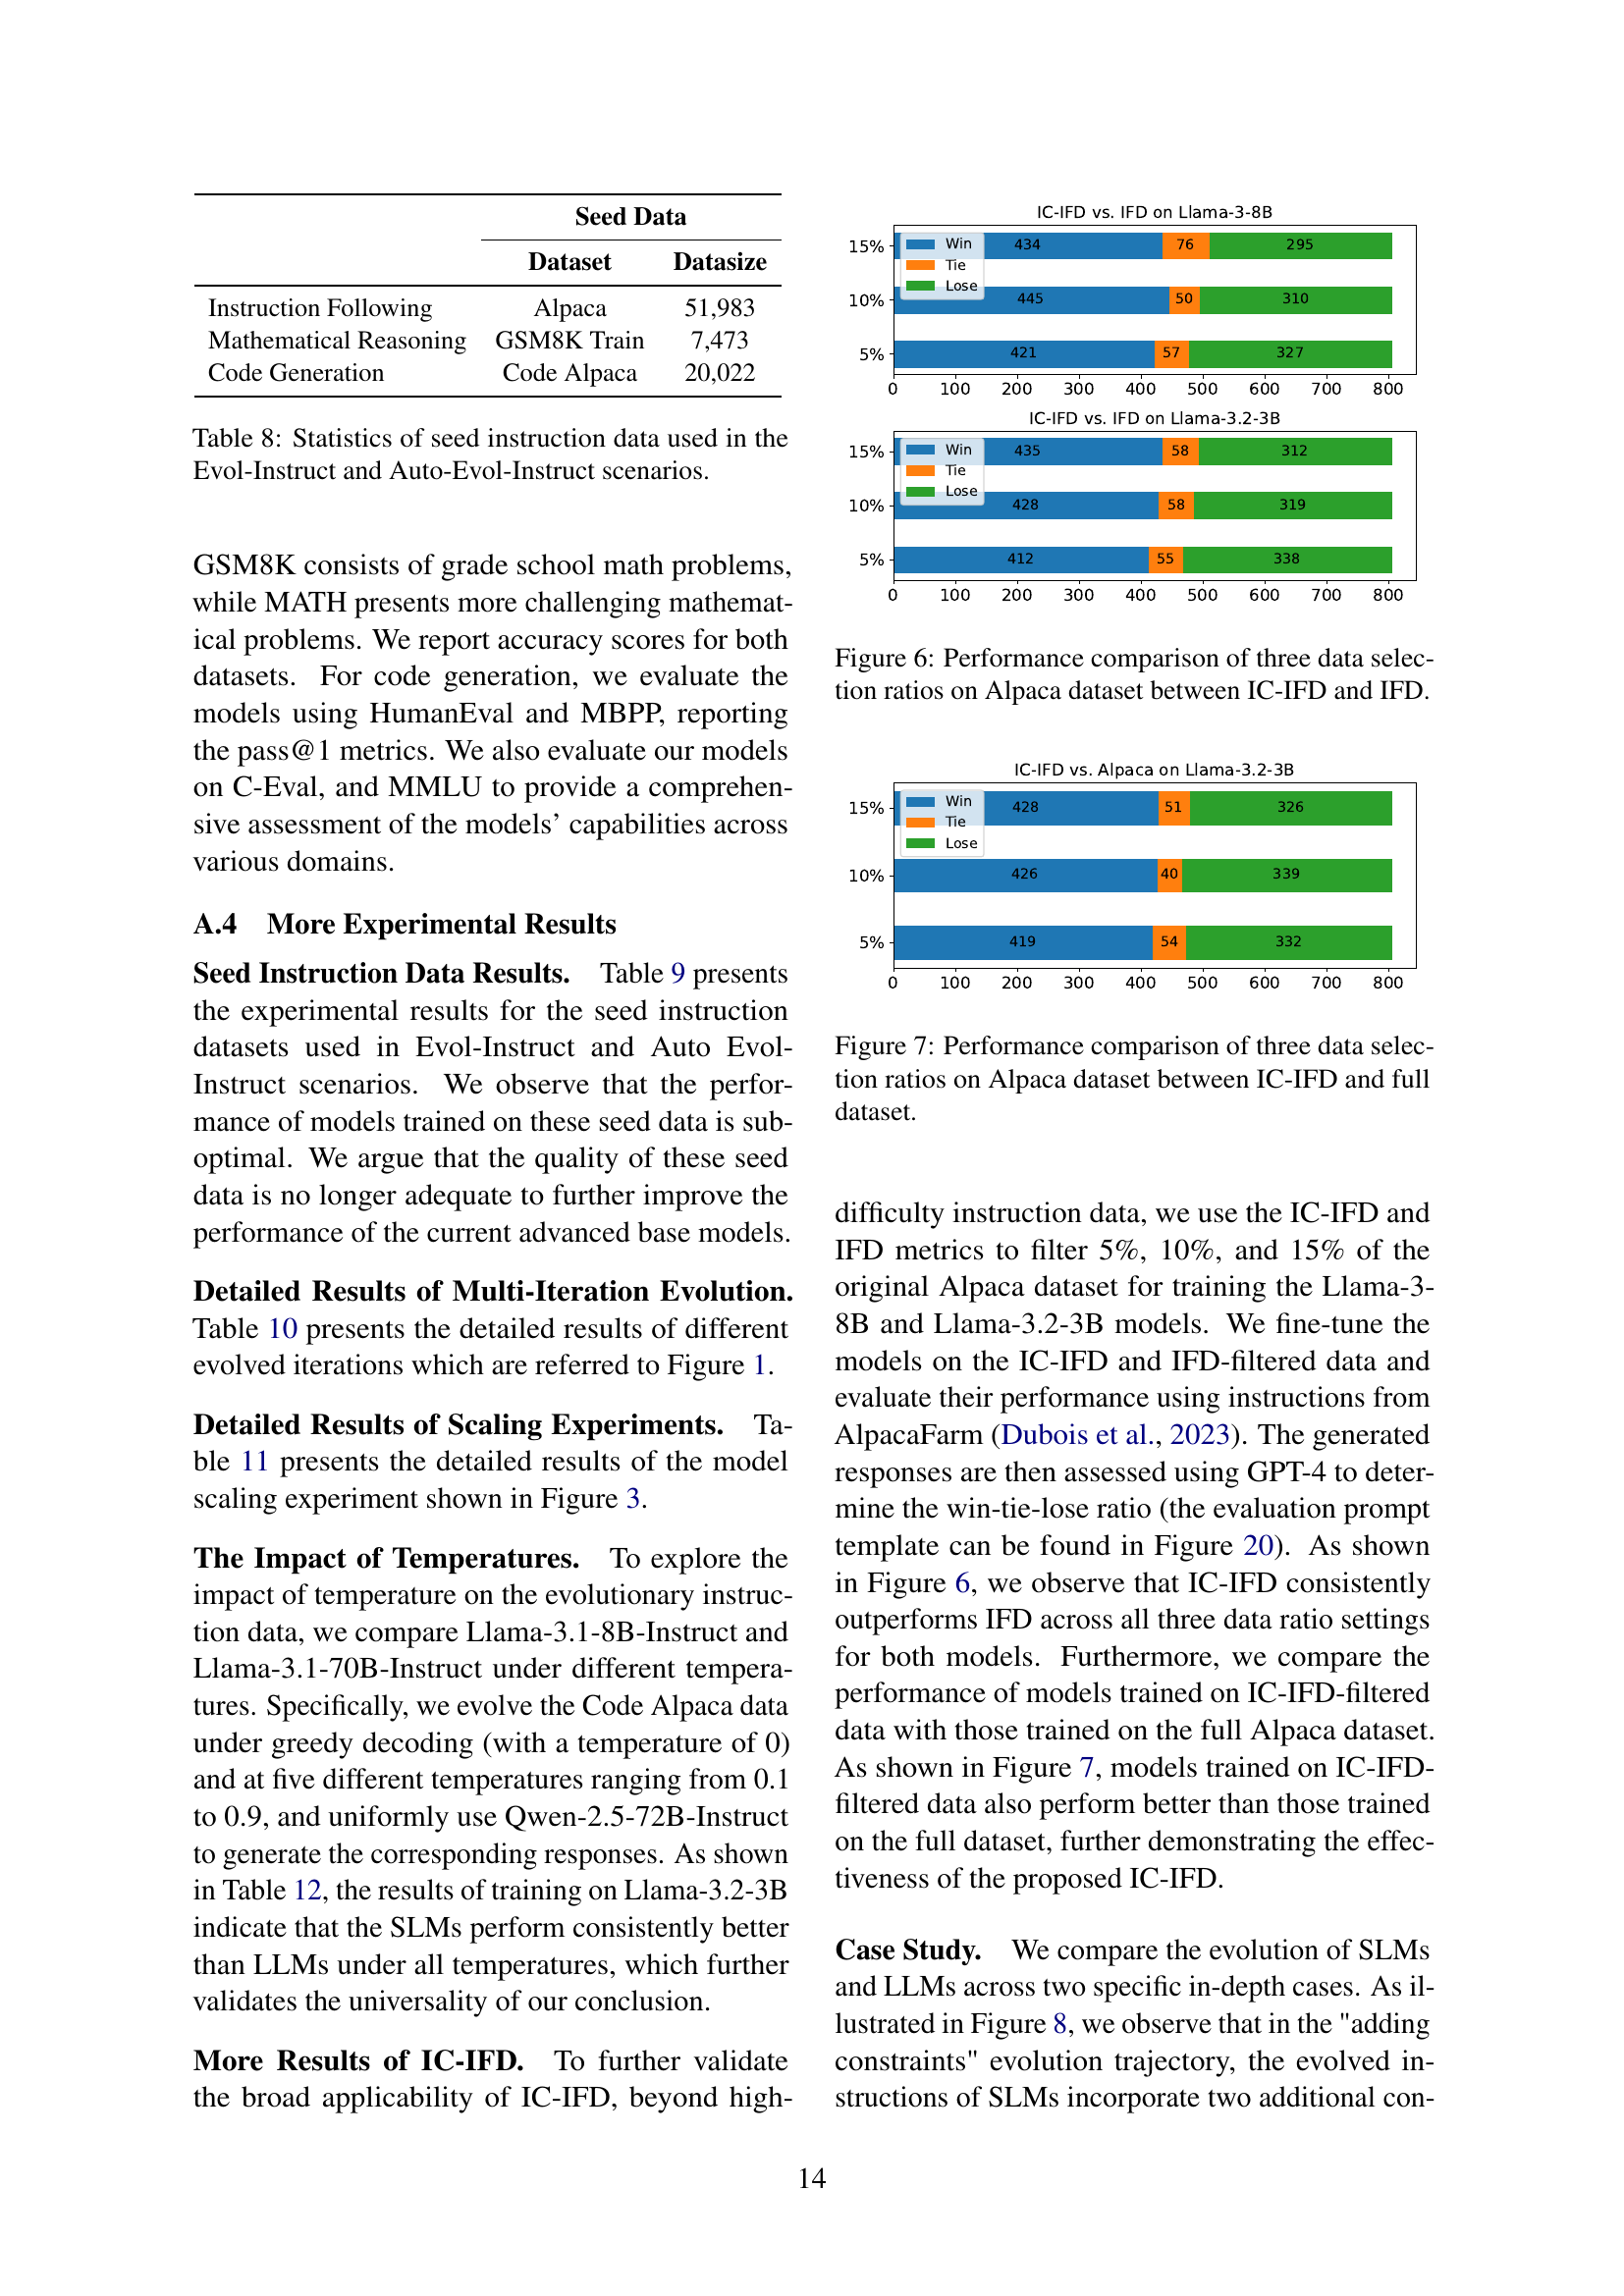 Seed Data
Dataset Datasize
Instruction Following Alpaca 51,983
Mathematical Reasoning GSM8K Train 7,473
Code Generation Code Alpaca 20,022
Table 8: Statistics of seed instruction data used in the
Evol-Instruct and Auto-Evol-Instruct scenarios.
GSM8K consists of grade school math problems,
while MATH presents more challenging mathemat-
ical problems. We report accuracy scores for both
datasets. For code generation, we evaluate the
models using HumanEval and MBPP, reporting
the pass@1 metrics. We also evaluate our models
on C-Eval, and MMLU to provide a comprehen-
sive assessment of the models' capabilities across
various domains.
A.4 More Experimental Results
Seed Instruction Data Results. Table 9 presents
the experimental results for the seed instruction
datasets used in Evol-Instruct and Auto Evol-
Instruct scenarios. We observe that the perfor-
mance of models trained on these seed data is sub-
optimal. We argue that the quality of these seed
data is no longer adequate to further improve the
performance of the current advanced base models.
Detailed Results of Multi-Iteration Evolution.
Table 10 presents the detailed results of different
evolved iterations which are referred to Figure 1.
Detailed Results of Scaling Experiments. Ta-
ble 11 presents the detailed results of the model
scaling experiment shown in Figure 3.
The Impact of Temperatures. To explore the
impact of temperature on the evolutionary instruc-
tion data, we compare Llama-3.1-8B-Instruct and
Llama-3.1-70B-Instruct under different tempera-
tures. Specifically, we evolve the Code Alpaca data
under greedy decoding (with a temperature of 0)
and at five different temperatures ranging from 0.1
to 0.9, and uniformly use Qwen-2.5-72B-Instruct
to generate the corresponding responses. As shown
in Table 12, the results of training on Llama-3.2-3B
indicate that the SLMs perform consistently better
than LLMs under all temperatures, which further
validates the universality of our conclusion.
More Results of IC-IFD. To further validate
the broad applicability of IC-IFD, beyond high-
IC-IFD vs. IFD on Llama-3-8B
Win
Tie
Lose
15% 434 76 295
10% 445 50 310
5% 421 57 327
0 100 200 300 400 500 600 700 800
IC-IFD vs. IFD on Llama-3.2-3B
Win
Tie
Lose
15% 435 58 312
10% 428 58 319
5% 412 55 338
0 100 200 300 400 500 600 700 800
Figure 6: Performance comparison of three data selec-
tion ratios on Alpaca dataset between IC-IFD and IFD.
IC-IFD vs. Alpaca on Llama-3.2-3B
Win
Tie
Lose
15% 428 51 326
10% 426 40 339
5% 419 54 332
0 100 200 300 400 500 600 700 800
Figure 7: Performance comparison of three data selec-
tion ratios on Alpaca dataset between IC-IFD and full
dataset.
difficulty instruction data, we use the IC-IFD and
IFD metrics to filter 5%, 10%, and 15% of the
original Alpaca dataset for training the Llama-3-
8B and Llama-3.2-3B models. We fine-tune the
models on the IC-IFD and IFD-filtered data and
evaluate their performance using instructions from
AlpacaFarm (Dubois et al., 2023). The generated
responses are then assessed using GPT-4 to deter-
mine the win-tie-lose ratio (the evaluation prompt
template can be found in Figure 20). As shown
in Figure 6, we observe that IC-IFD consistently
outperforms IFD across all three data ratio settings
for both models. Furthermore, we compare the
performance of models trained on IC-IFD-filtered
data with those trained on the full Alpaca dataset.
As shown in Figure 7, models trained on IC-IFD-
filtered data also perform better than those trained
on the full dataset, further demonstrating the effec-
tiveness of the proposed IC-IFD.
Case Study. We compare the evolution of SLMs
and LLMs across two specific in-depth cases. As il-
lustrated in Figure 8, we observe that in the "adding
constraints" evolution trajectory, the evolved in-
structions of SLMs incorporate two additional con-
14